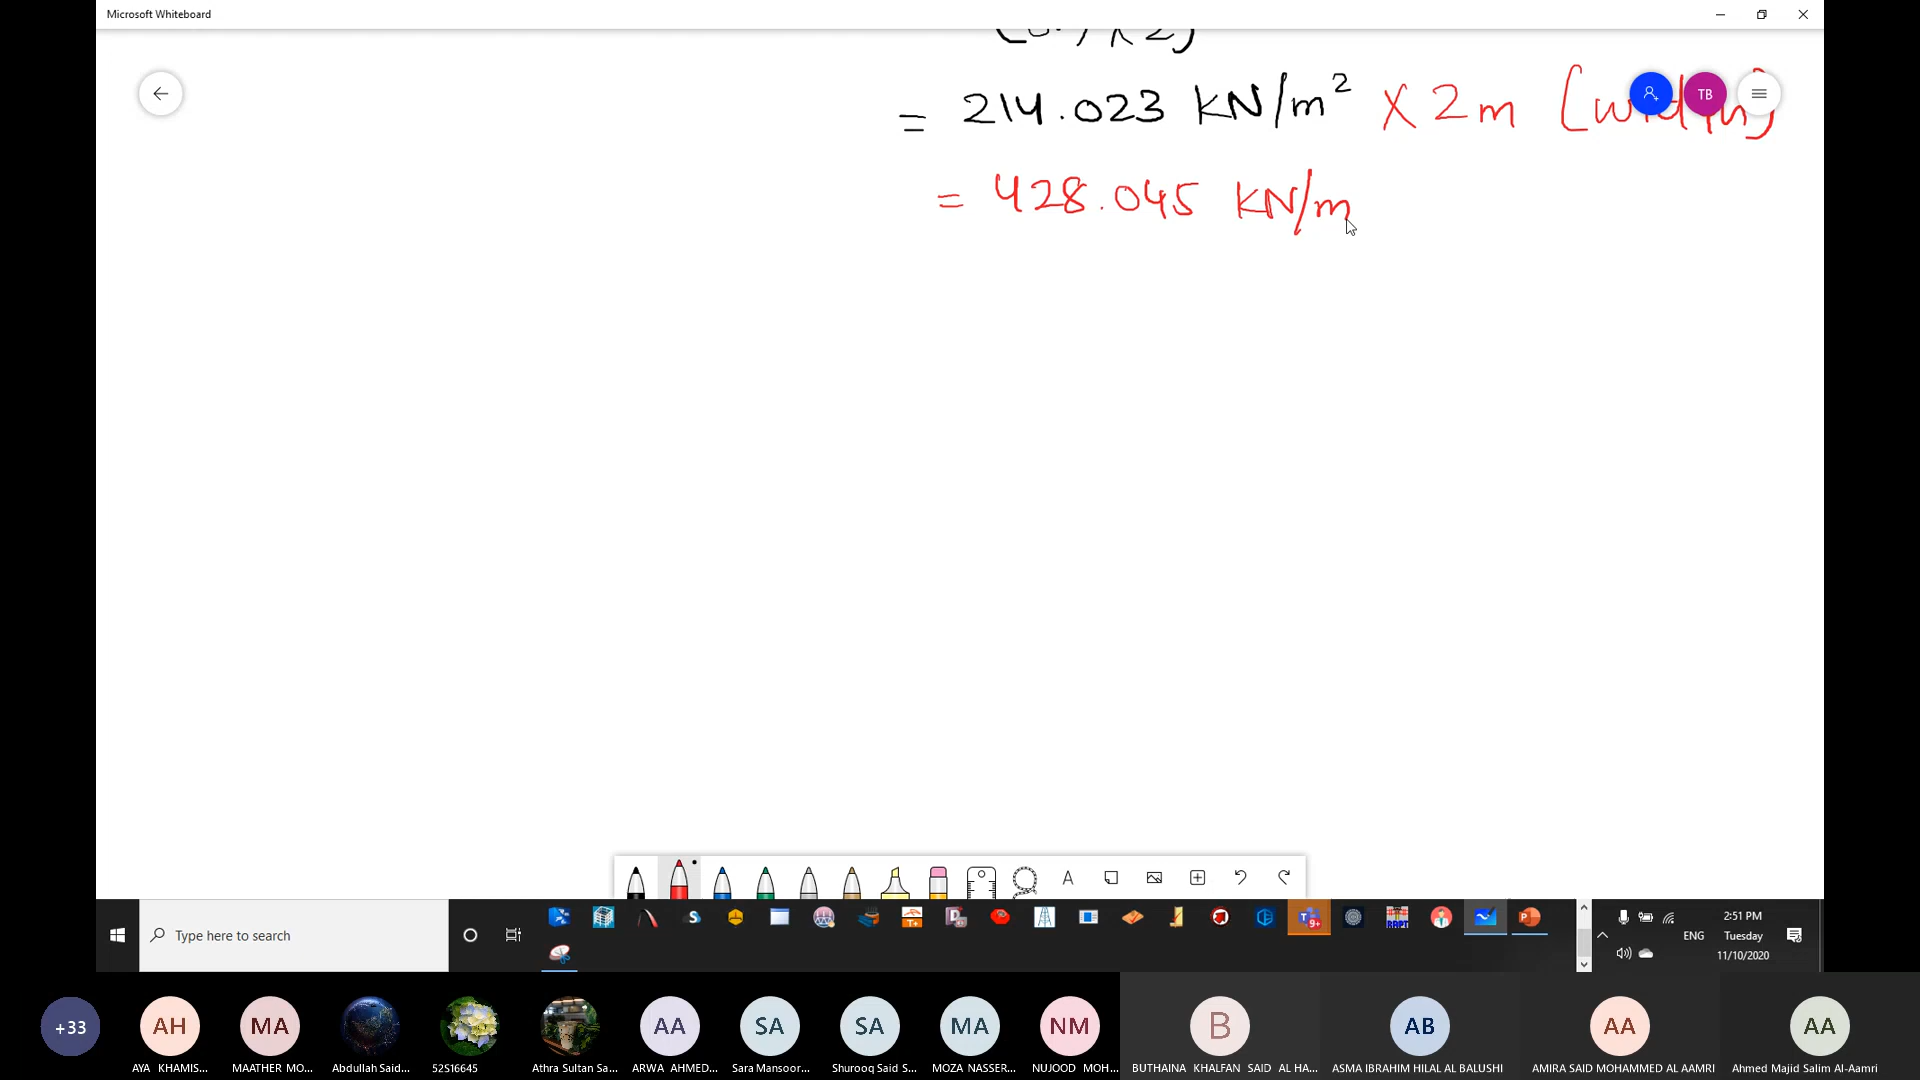 Microsoft Whiteboard
= 214.023 KN/m² X 2m (width)
= 428.045 KN/m
TB
A
Type here to search
ENG
2:51 PM
Tuesday
11/10/2020
+33
AH
MA
AA
SA
SA
MA
NM
B
AB
AA
AA
AYA KHAMIS...
MAATHER MO...
Abdullah Said...
52S16645
Athra Sultan Sa...
ARWA AHMED...
Sara Mansoor...
Shurooq Said S...
MOZA NASSER...
NUJOOD MOH...
BUTHAINA KHALFAN SAID AL HA...
ASMA IBRAHIM HILAL AL BALUSHI
AMIRA SAID MOHAMMED AL AAMRI
Ahmed Majid Salim Al-Aamri